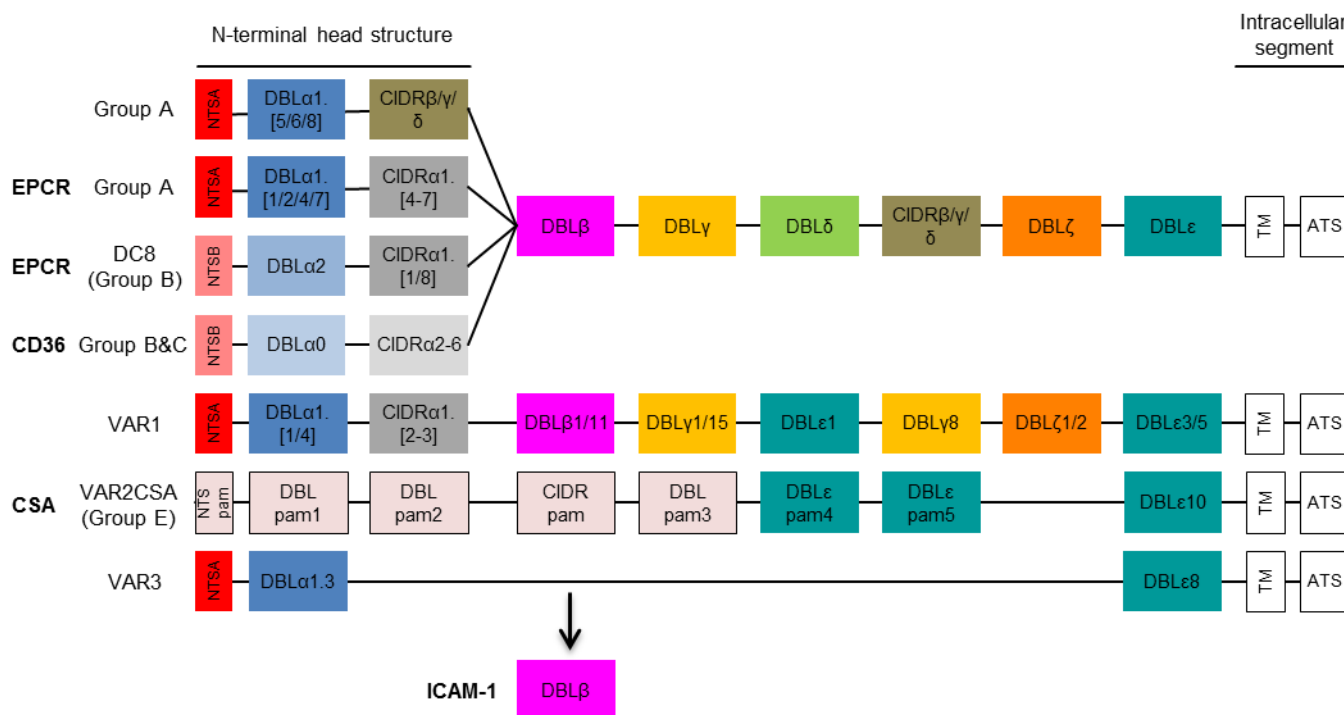 N-terminal head structure
Intracellular
segment
Group A
NTSA
DBLα1.
[5/6/8]
CIDRβ/γ/
δ
EPCR Group A
NTSA
DBLα1.
[1/2/4/7]
CIDRα1.
[4-7]
DBLβ
DBLγ
DBLδ
CIDRβ/γ/
δ
DBLζ
DBLε
TM
ATS
EPCR
DC8
(Group B)
NTSB
DBLα2
CIDRα1.
[1/8]
CD36 Group B&C
NTSB
DBLα0
CIDRα2-6
VAR1
NTSA
DBLα1.
[1/4]
CIDRα1.
[2-3]
DBLβ1/11
DBLγ1/15
DBLε1
DBLγ8
DBLζ1/2
DBLε3/5
TM
ATS
CSA
VAR2CSA
(Group E)
NTS
pam
DBL
pam1
DBL
pam2
CIDR
pam
DBL
pam3
DBLε
pam4
DBLε
pam5
DBLε10
TM
ATS
VAR3
NTSA
DBLα1.3
DBLε8
TM
ATS
ICAM-1
DBLβ